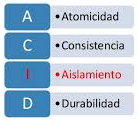 A • Atomicidad
C • Consistencia
I • Aislamiento
D • Durabilidad